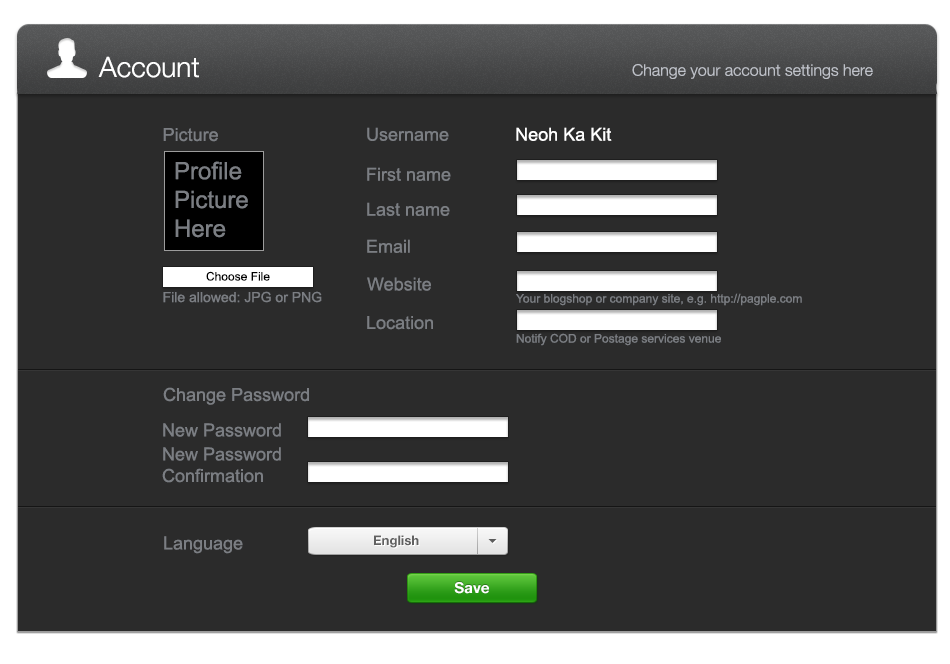 Account
Change your account settings here
Picture
Profile
Picture
Here
Choose File
File allowed: JPG or PNG
Username
Neoh Ka Kit
First name
Last name
Email
Website
Your blogshop or company site, e.g. http://pagple.com
Location
Notify COD or Postage services venue
Change Password
New Password
New Password
Confirmation
Language
English
Save